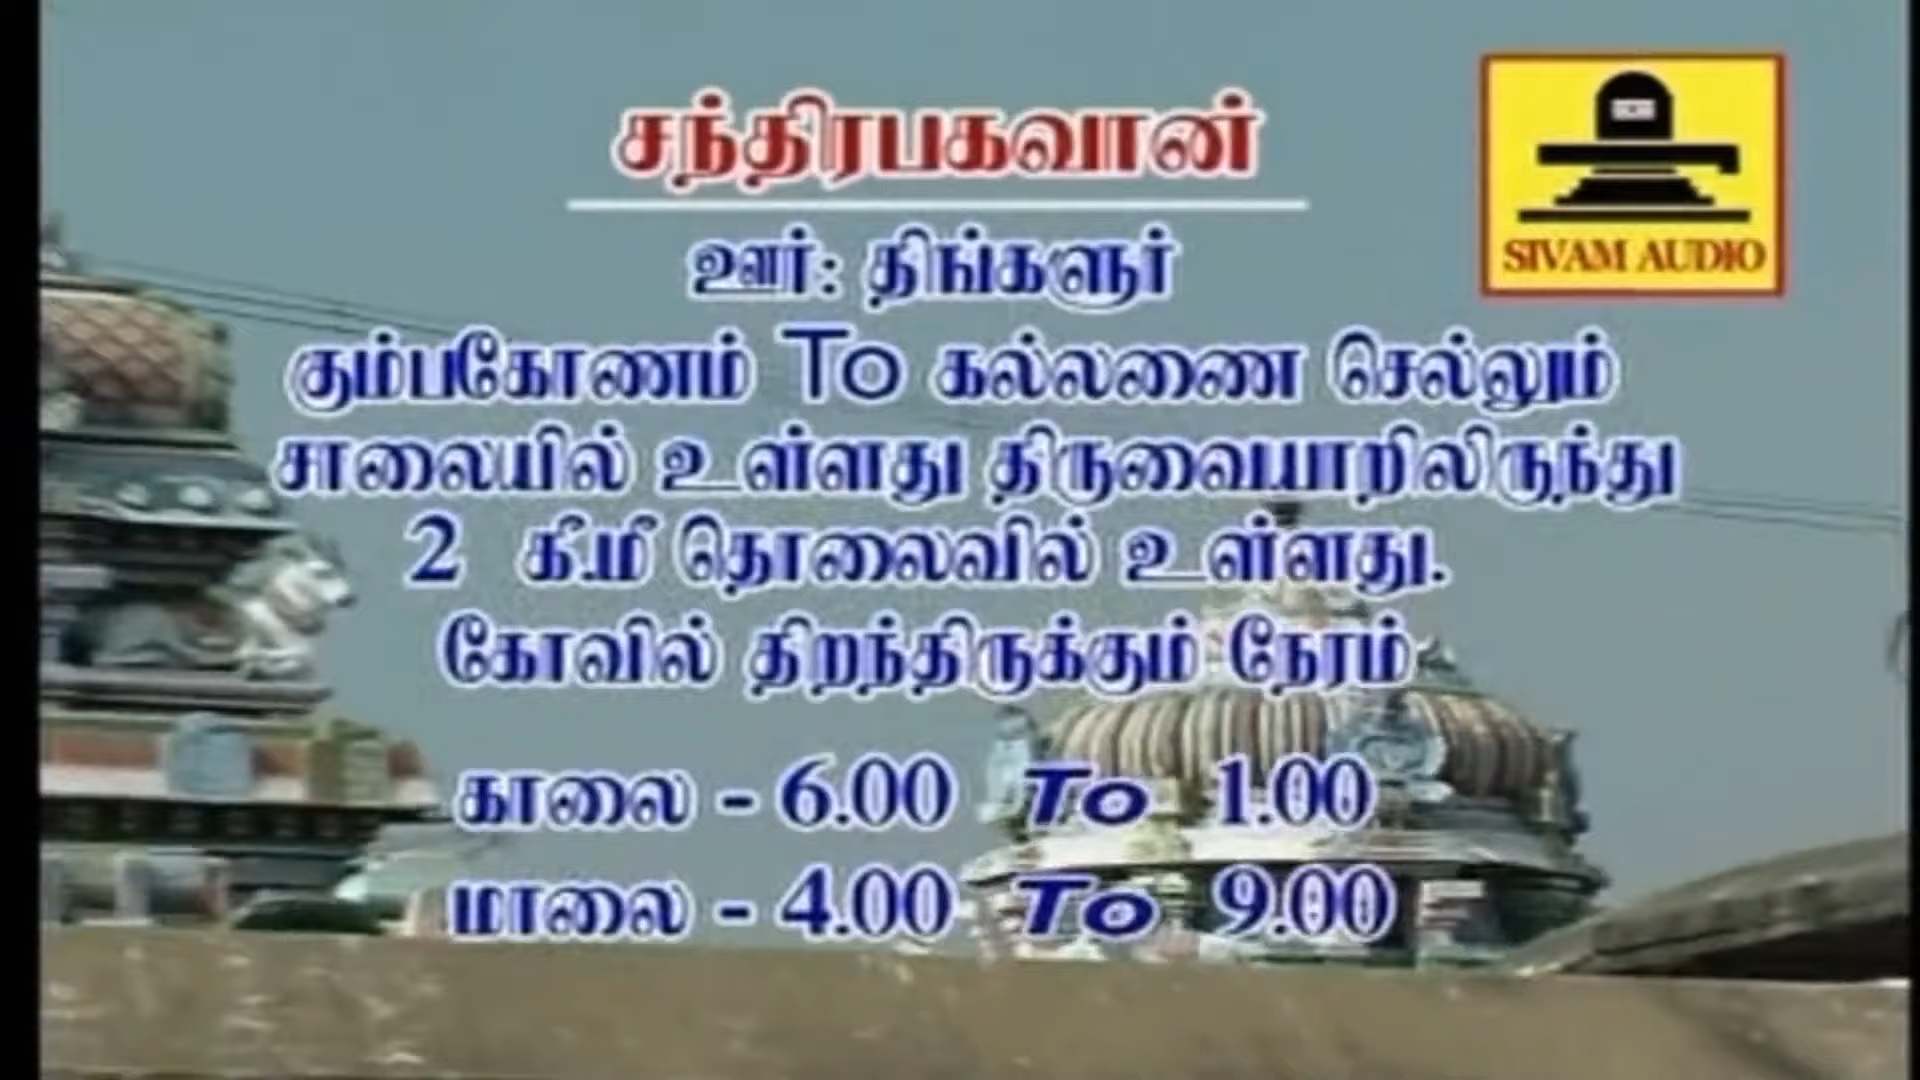 சந்திரபகவான்
SIVAM AUDIO
ஊர்: திங்களூர்
கும்பகோணம் To கல்லணை செல்லும்
சாலையில் உள்ளது திருவையாறிலிருந்து
2 கீ.மீ தொலைவில் உள்ளது.
கோவில் திறந்திருக்கும் நேரம்
காலை - 6.00 To 1.00
மாலை - 4.00 To 9.00